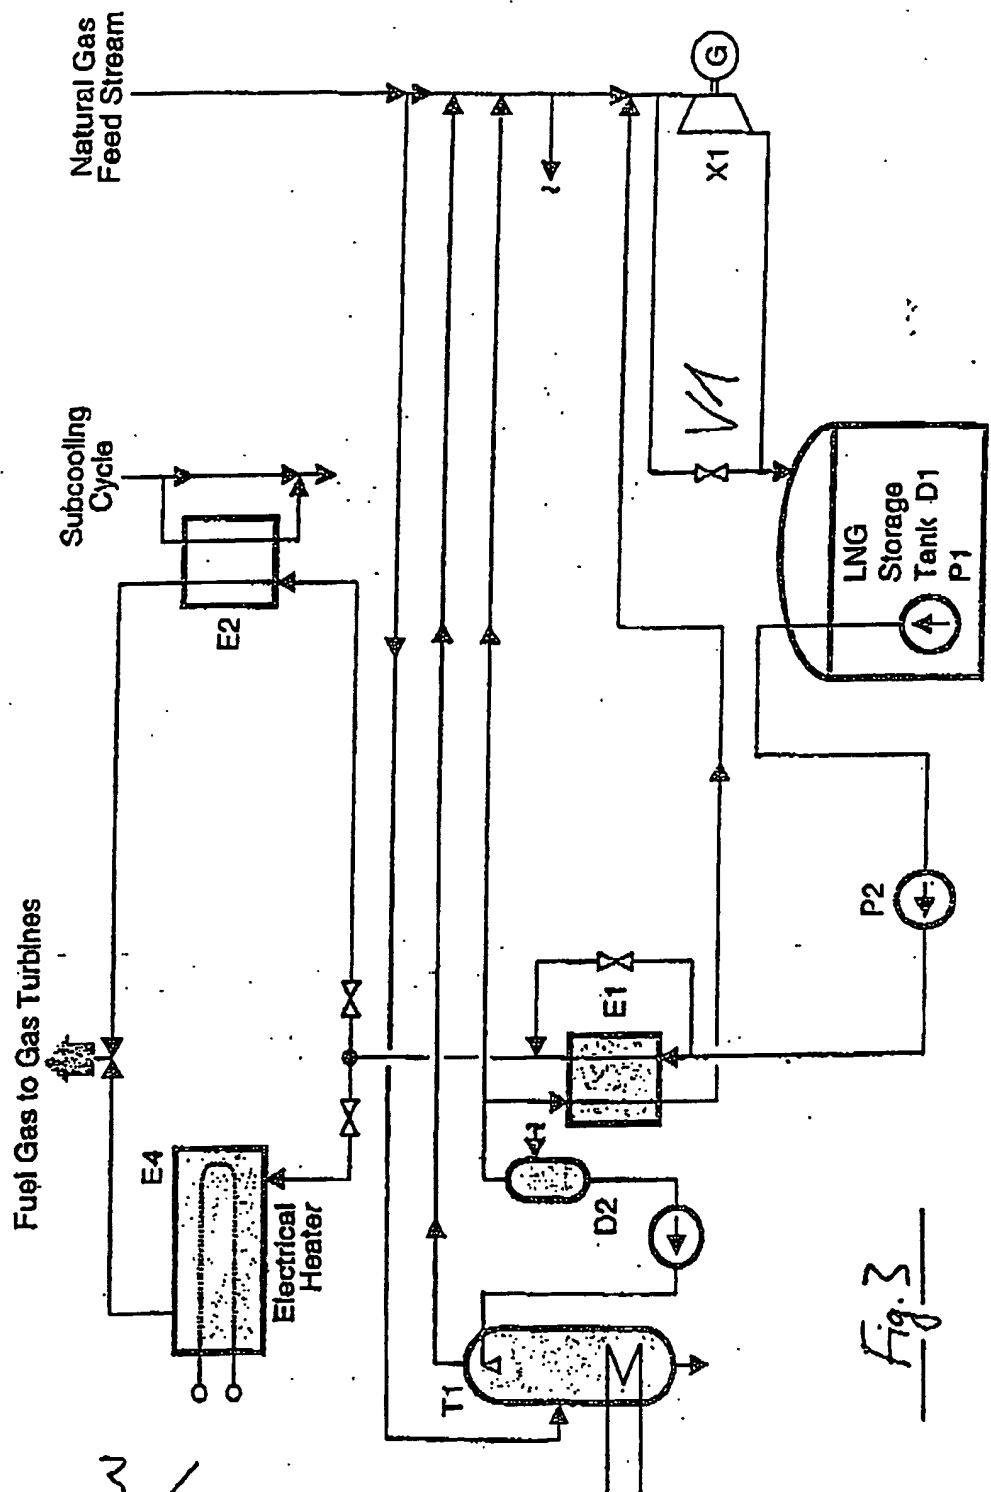 Fuel Gas to Gas Turbines
Subcooling
Cycle
Natural Gas
Feed Stream
E4
Electrical
Heater
E2
T1
D2
E1
V1
X1
G
P2
LNG
Storage
Tank D1
P1
Fig. 3